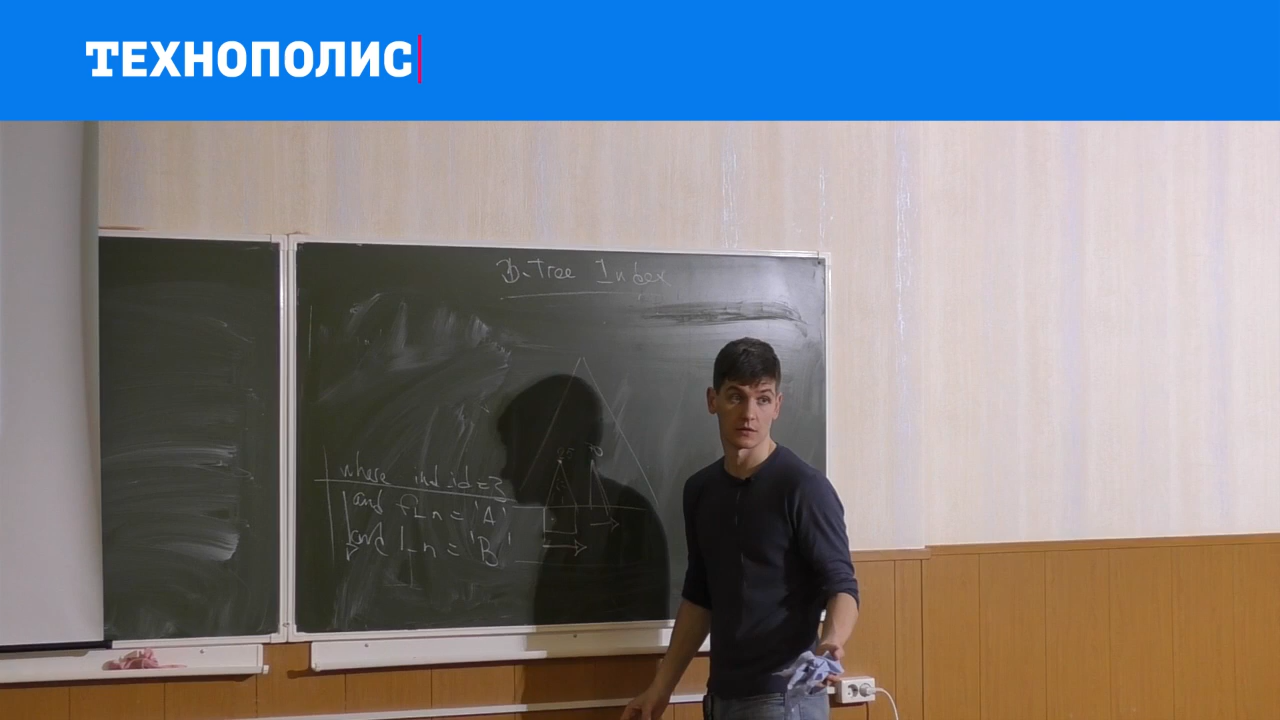 ТЕХНОПОЛИС
B-Tree Index
where ind_id=3
and f_n = 'A'
and l_n = 'B'